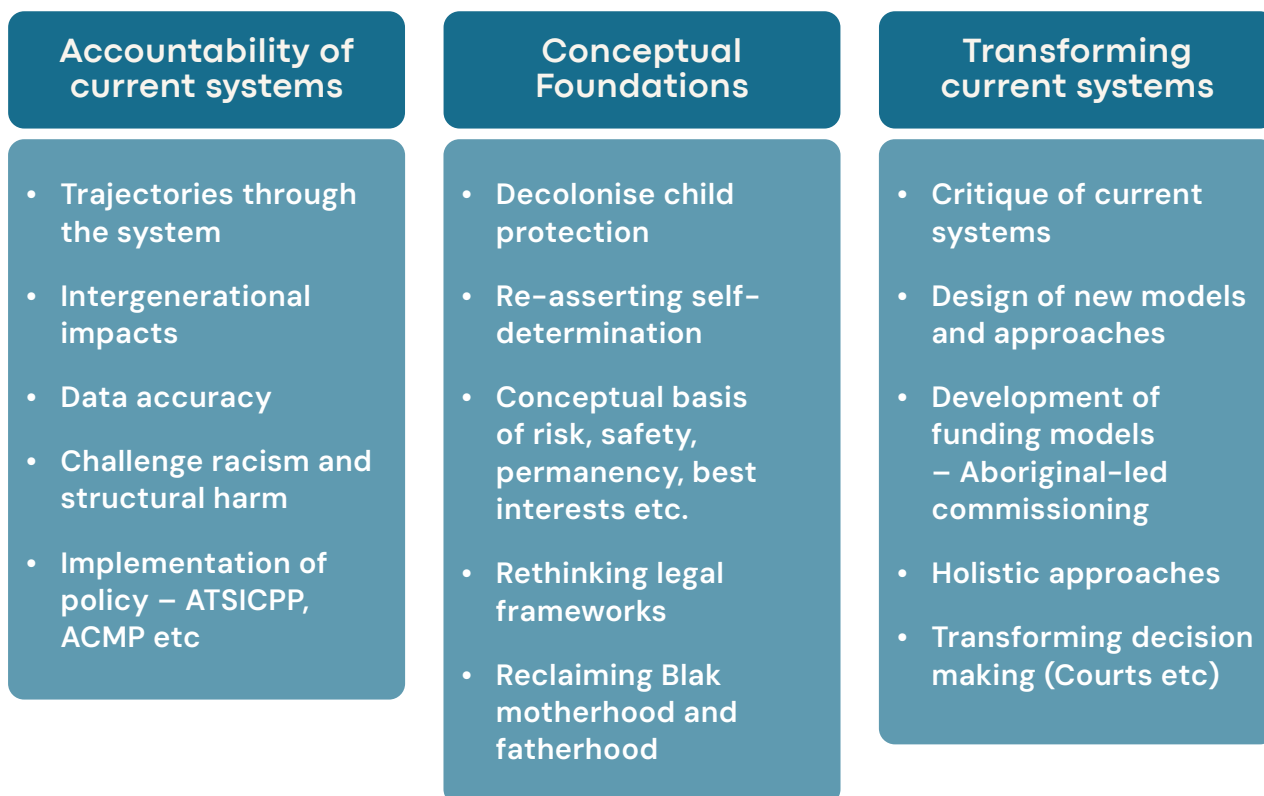 Accountability of
current systems
• Trajectories through
the system
• Intergenerational
impacts
• Data accuracy
• Challenge racism and
structural harm
• Implementation of
policy – ATSICPP,
ACMP etc
Conceptual
Foundations
• Decolonise child
protection
• Re-asserting self-
determination
• Conceptual basis
of risk, safety,
permanency, best
interests etc.
• Rethinking legal
frameworks
• Reclaiming Blak
motherhood and
fatherhood
Transforming
current systems
• Critique of current
systems
• Design of new models
and approaches
• Development of
funding models
– Aboriginal-led
commissioning
• Holistic approaches
• Transforming decision
making (Courts etc)